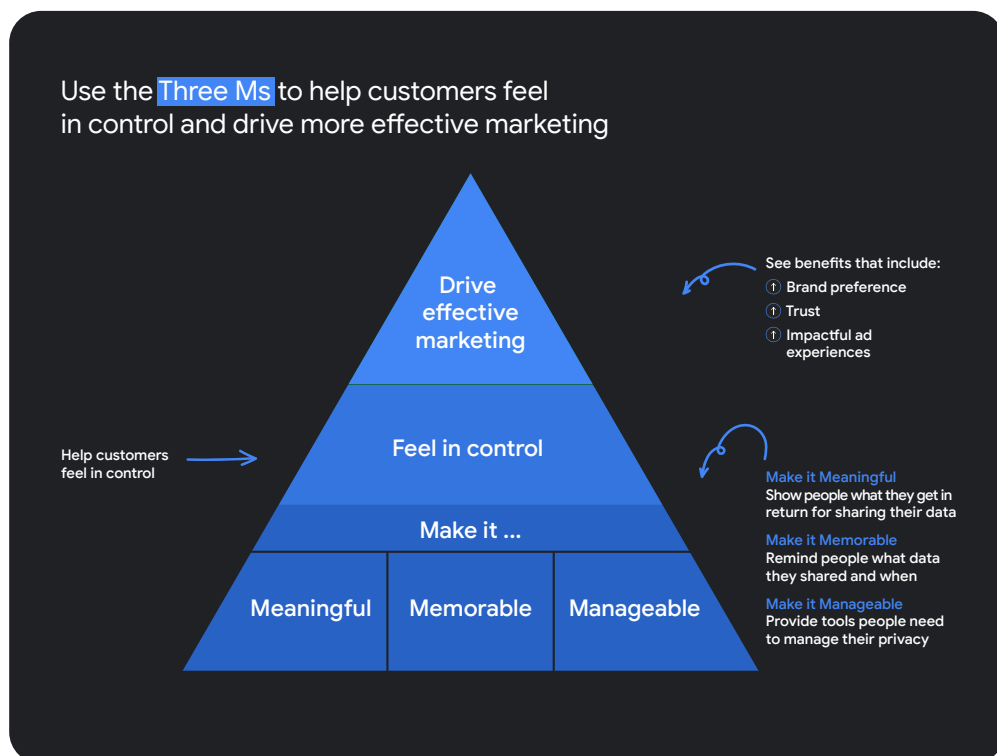 Use the Three Ms to help customers feel
in control and drive more effective marketing
Drive
effective
marketing
See benefits that include:
Brand preference
Trust
Impactful ad
experiences
Feel in control
Help customers
feel in control
Make it ...
Meaningful
Memorable
Manageable
Make it Meaningful
Show people what they get in
return for sharing their data
Make it Memorable
Remind people what data
they shared and when
Make it Manageable
Provide tools people need
to manage their privacy